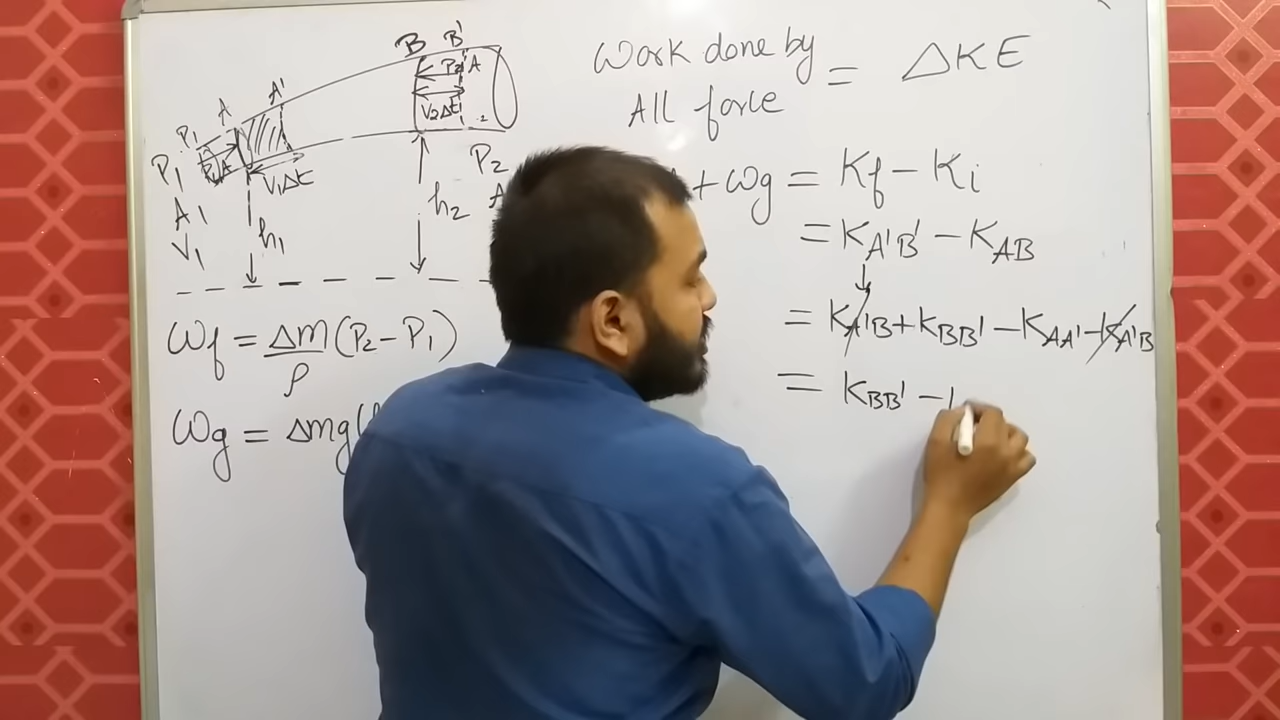 B B'
A A'
P₂ A
P₁
V₂Δt
P₁
A₁
V₁
V₁Δt
h₁
h₂
P₂
A
Work done by
All force
= ΔKE
+ Wg = Kf - Ki
= KA'B' - KAB
= KA'B + KBB' - KAA' - KA'B
= KBB' -
Wf = Δm/ρ (P₂ - P₁)
Wg = Δmg(